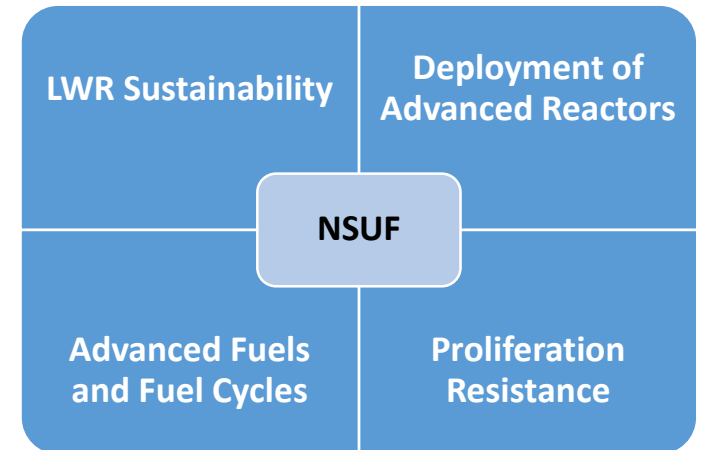 LWR Sustainability
Deployment of
Advanced Reactors
NSUF
Advanced Fuels
and Fuel Cycles
Proliferation
Resistance